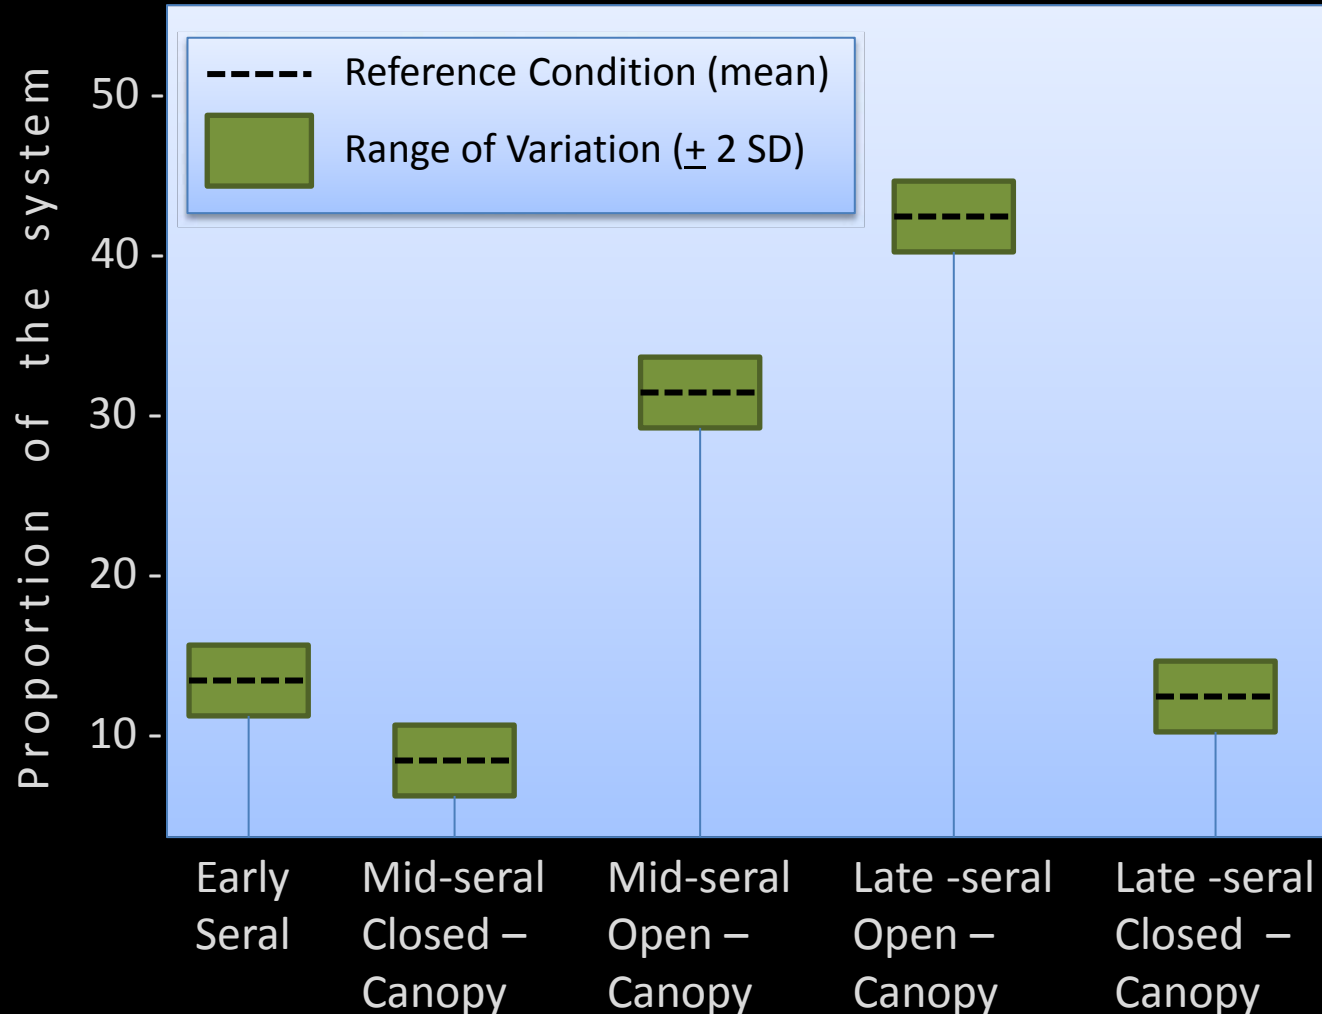 Reference Condition (mean)
Range of Variation (± 2 SD)
Proportion of the system
50 -
40 -
30 -
20 -
10 -
Early
Seral
Mid-seral
Closed –
Canopy
Mid-seral
Open –
Canopy
Late -seral
Open –
Canopy
Late -seral
Closed –
Canopy